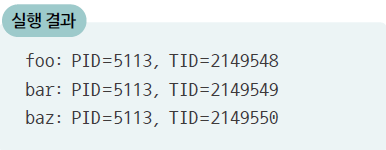 실행 결과
foo: PID=5113, TID=2149548
bar: PID=5113, TID=2149549
baz: PID=5113, TID=2149550